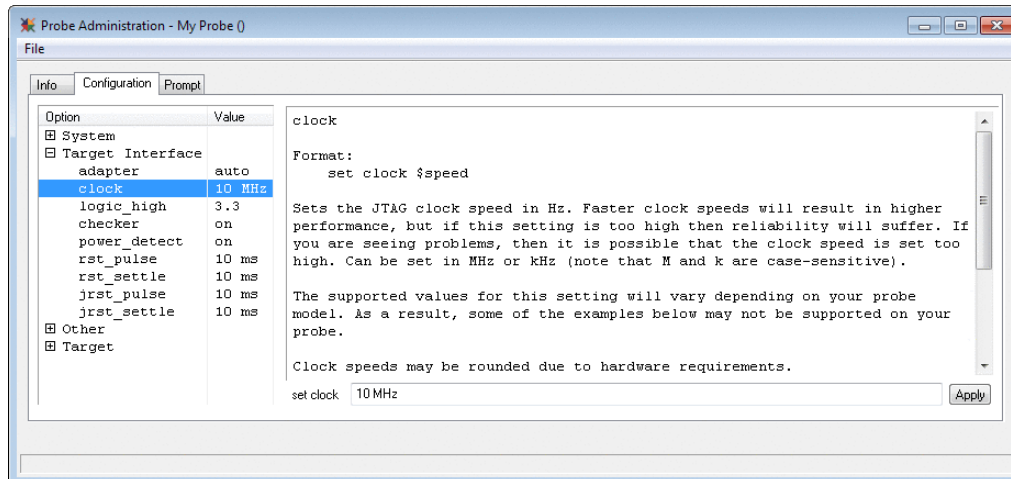 Probe Administration - My Probe ()
File
Info Configuration Prompt
Option Value
System
Target Interface
adapter auto
clock 10 MHz
logic_high 3.3
checker on
power_detect on
rst_pulse 10 ms
rst_settle 10 ms
jrst_pulse 10 ms
jrst_settle 10 ms
Other
Target
clock
Format:
set clock $speed
Sets the JTAG clock speed in Hz. Faster clock speeds will result in higher
performance, but if this setting is too high then reliability will suffer. If
you are seeing problems, then it is possible that the clock speed is set too
high. Can be set in MHz or kHz (note that M and k are case-sensitive).
The supported values for this setting will vary depending on your probe
model. As a result, some of the examples below may not be supported on your
probe.
Clock speeds may be rounded due to hardware requirements.
set clock 10 MHz Apply